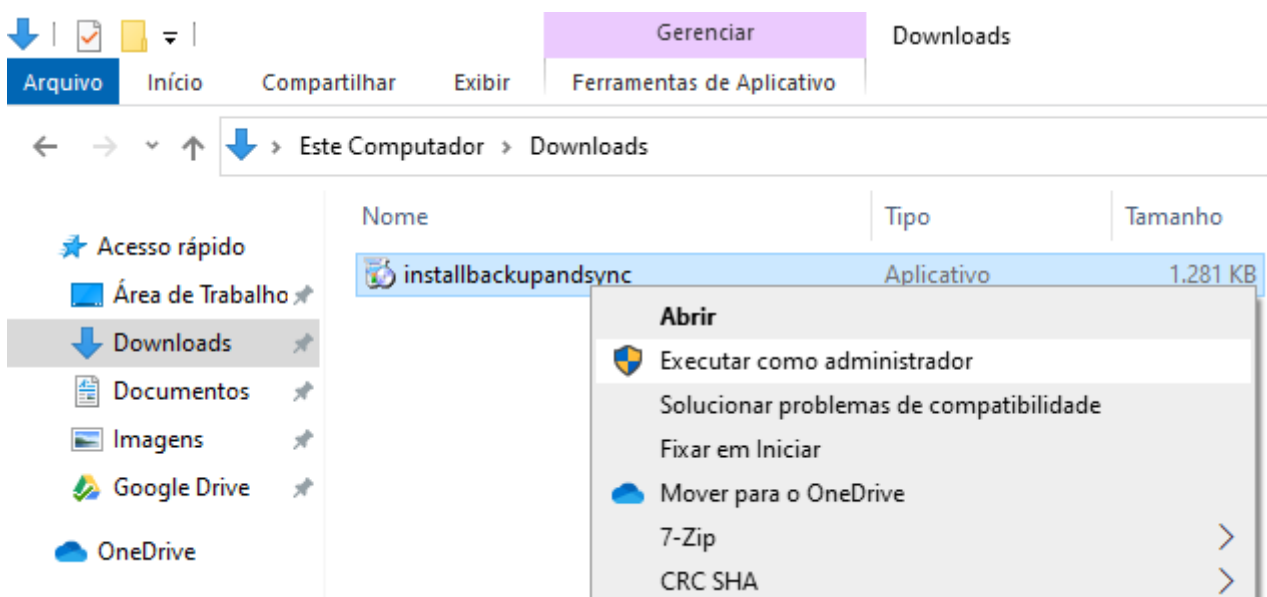 Gerenciar
Downloads
Arquivo Início Compartilhar Exibir Ferramentas de Aplicativo
Este Computador > Downloads
Nome Tipo Tamanho
Acesso rápido
installbackupandsync Aplicativo 1.281 KB
Área de Trabalho
Abrir
Downloads
Executar como administrador
Documentos
Solucionar problemas de compatibilidade
Imagens
Fixar em Iniciar
Google Drive
Mover para o OneDrive
7-Zip
OneDrive
CRC SHA